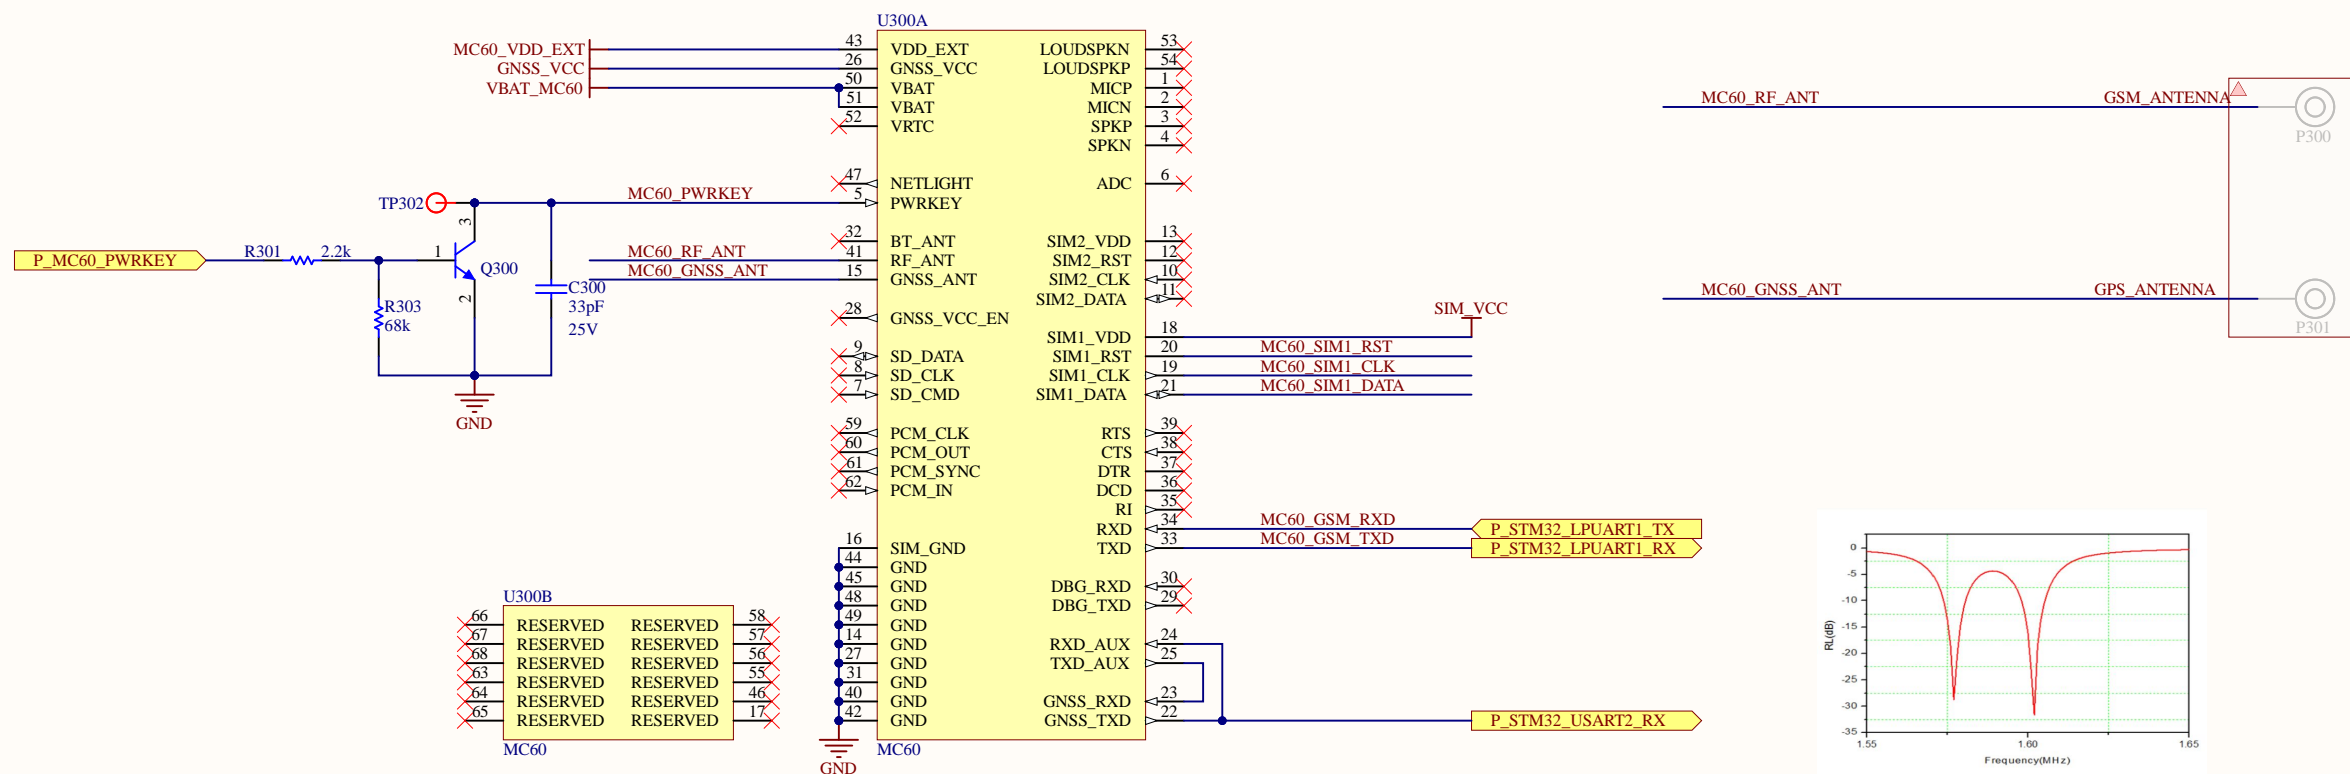 U300A
MC60_VDD_EXT 43 VDD_EXT LOUDSPKN 53
GNSS_VCC 26 GNSS_VCC LOUDSPKP 54
VBAT_MC60 50 VBAT MICP 1
51 VBAT MICN 2
52 VRTC SPKP 3
SPKN 4
MC60_RF_ANT GSM_ANTENNA
P300
47 NETLIGHT ADC 6
TP302 MC60_PWRKEY 5 PWRKEY
3
32 BT_ANT SIM2_VDD 13
P_MC60_PWRKEY R301 2.2k 1 Q300 MC60_RF_ANT 41 RF_ANT SIM2_RST 12
MC60_GNSS_ANT 15 GNSS_ANT SIM2_CLK 10
2
C300
33pF
25V
R303
68k
SIM2_DATA 11
MC60_GNSS_ANT GPS_ANTENNA
P301
28 GNSS_VCC_EN
SIM_VCC
SIM1_VDD 18
9 SD_DATA SIM1_RST 20 MC60_SIM1_RST
8 SD_CLK SIM1_CLK 19 MC60_SIM1_CLK
7 SD_CMD SIM1_DATA 21 MC60_SIM1_DATA
GND
59 PCM_CLK RTS 39
60 PCM_OUT CTS 38
61 PCM_SYNC DTR 37
62 PCM_IN DCD 36
RI 35
RXD 34 MC60_GSM_RXD P_STM32_LPUART1_TX
16 SIM_GND TXD 33 MC60_GSM_TXD P_STM32_LPUART1_RX
44 GND
45 GND DBG_RXD 30
48 GND DBG_TXD 29
49 GND
14 GND RXD_AUX 24
27 GND TXD_AUX 25
31 GND
40 GND GNSS_RXD 23
42 GND GNSS_TXD 22 P_STM32_USART2_RX
MC60
GND
U300B
66 RESERVED RESERVED 58
67 RESERVED RESERVED 57
68 RESERVED RESERVED 56
63 RESERVED RESERVED 55
64 RESERVED RESERVED 46
65 RESERVED RESERVED 17
MC60
RL(dB)
0
-5
-10
-15
-20
-25
-30
-35
1.55 1.60 1.65
Frequency(MHz)